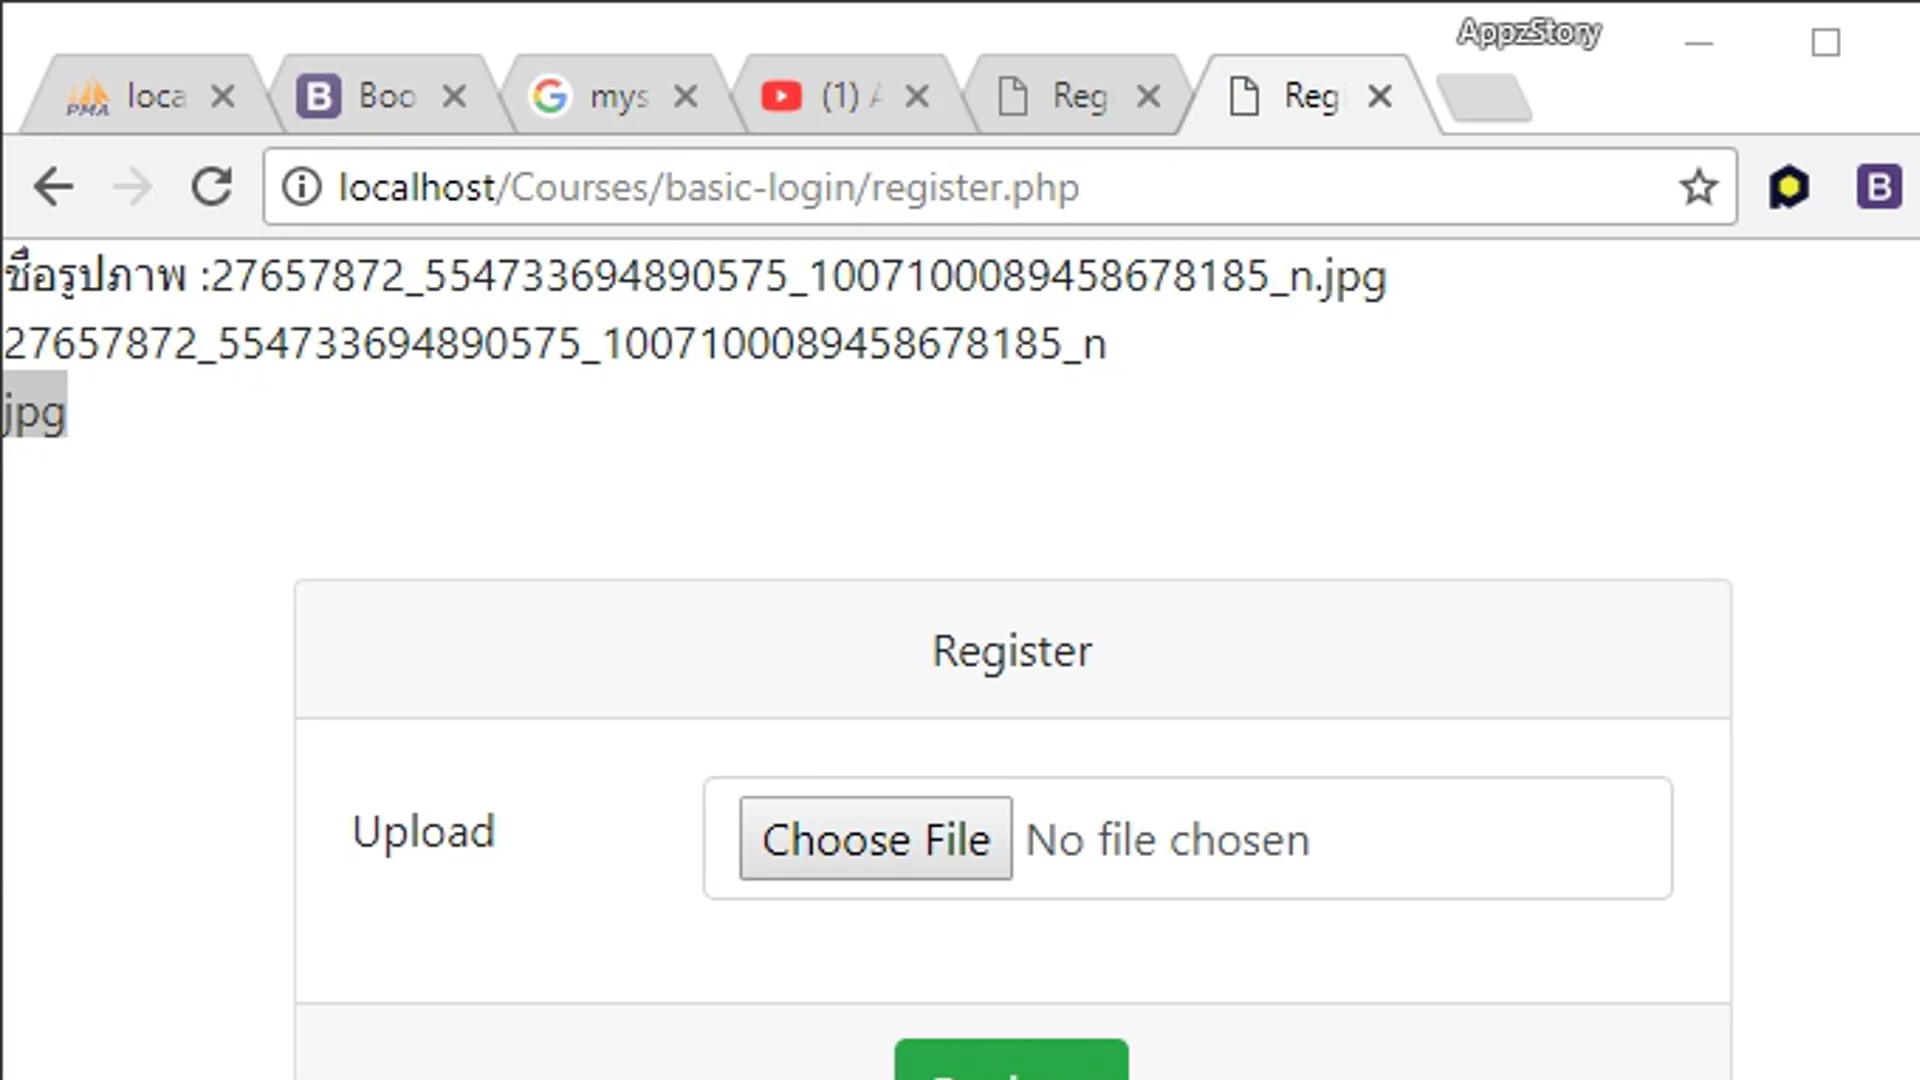 AppzStory
PMA loca
B Boo
G mys
(1)
Reg
Reg
localhost/Courses/basic-login/register.php
B
ชื่อรูปภาพ :27657872_554733694890575_1007100089458678185_n.jpg
27657872_554733694890575_1007100089458678185_n
jpg
Register
Upload
Choose File No file chosen